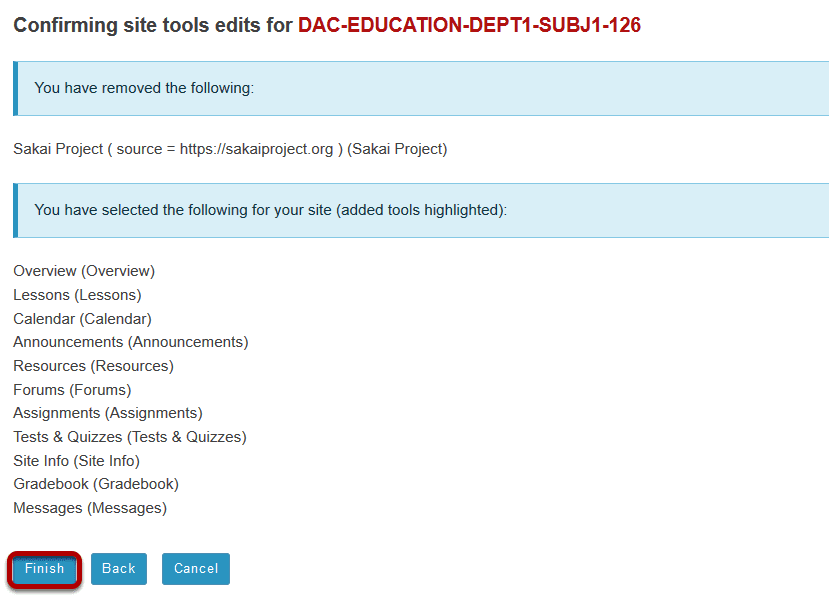 Confirming site tools edits for DAC-EDUCATION-DEPT1-SUBJ1-126
You have removed the following:
Sakai Project ( source = https://sakaiproject.org ) (Sakai Project)
You have selected the following for your site (added tools highlighted):
Overview (Overview)
Lessons (Lessons)
Calendar (Calendar)
Announcements (Announcements)
Resources (Resources)
Forums (Forums)
Assignments (Assignments)
Tests & Quizzes (Tests & Quizzes)
Site Info (Site Info)
Gradebook (Gradebook)
Messages (Messages)
Finish Back Cancel